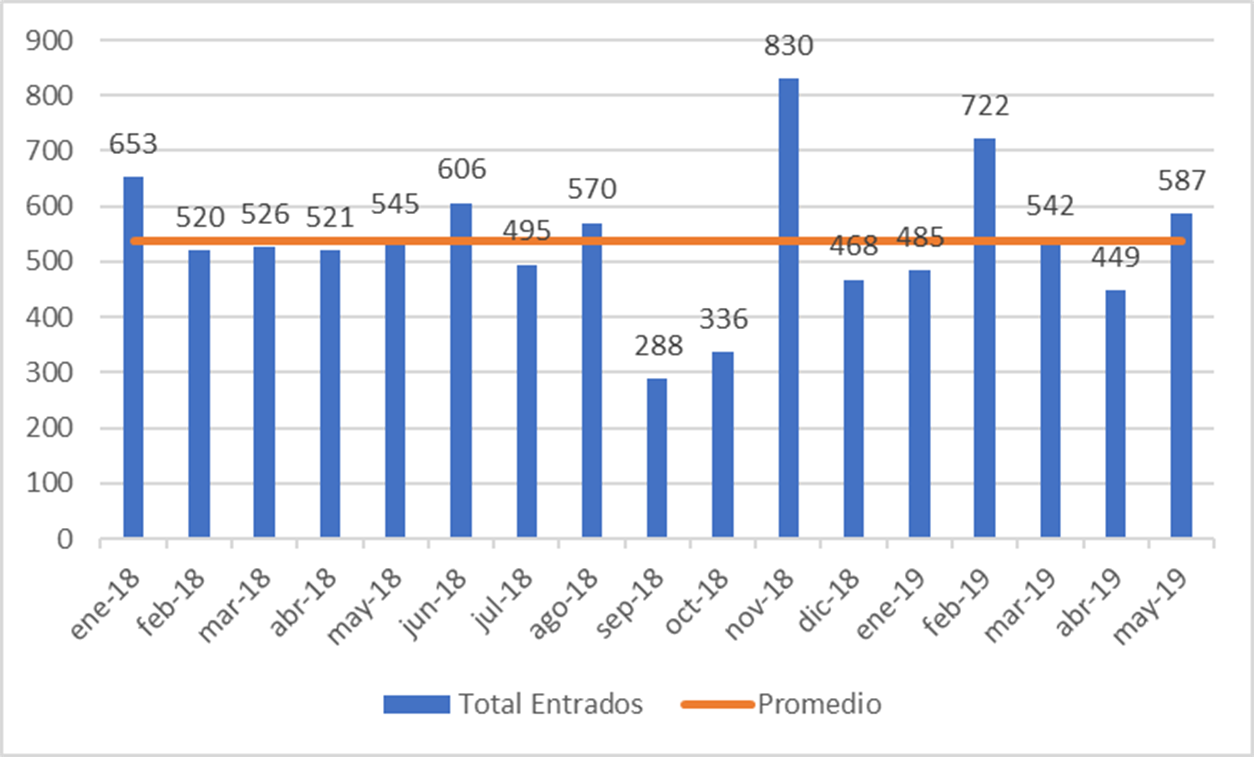 900
800
700
600
500
400
300
200
100
0
653
520
526
521
545
606
495
570
288
336
830
468
485
722
542
449
587
ene-18
feb-18
mar-18
abr-18
may-18
jun-18
jul-18
ago-18
sep-18
oct-18
nov-18
dic-18
ene-19
feb-19
mar-19
abr-19
may-19
Total Entrados
Promedio